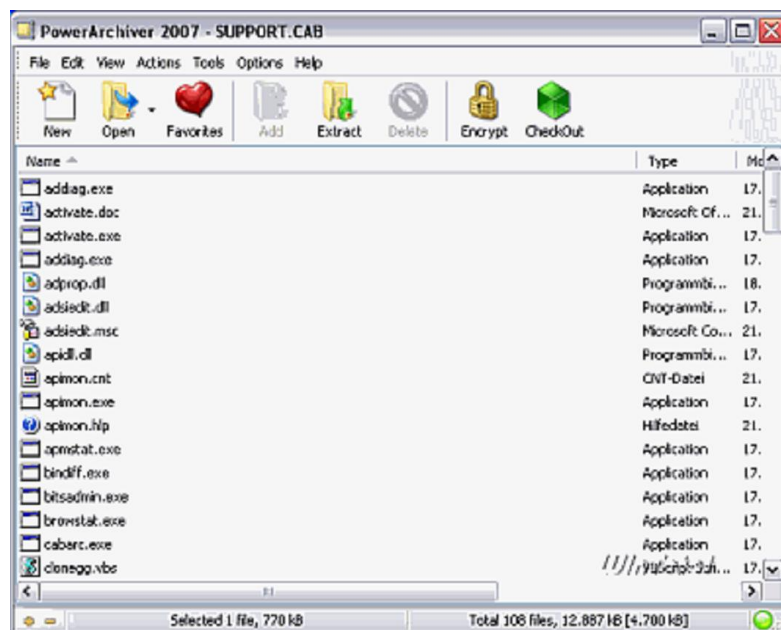 PowerArchiver 2007 - SUPPORT.CAB
File Edit View Actions Tools Options Help
New Open Favorites Add Extract Delete Encrypt CheckOut
Name Type
addiag.exe Application 17.
activate.doc Microsoft Of... 21.
activate.exe Application 17.
addiag.exe Application 17.
adprop.dll Programmbi... 18.
adsiedit.dll Programmbi... 17.
adsiedit.msc Microsoft Co... 21.
apidll.dll Programmbi... 17.
apimon.cnt CNT-Datei 21.
apimon.exe Application 17.
apimon.hlp Hilfedatei 21.
apmstat.exe Application 17.
bindiff.exe Application 17.
bitsadmin.exe Application 17.
browstat.exe Application 17.
cabarc.exe Application 17.
clonegg.vbs 17.
Selected 1 file, 770 kB Total 108 files, 12.887 kB [4.700 kB]